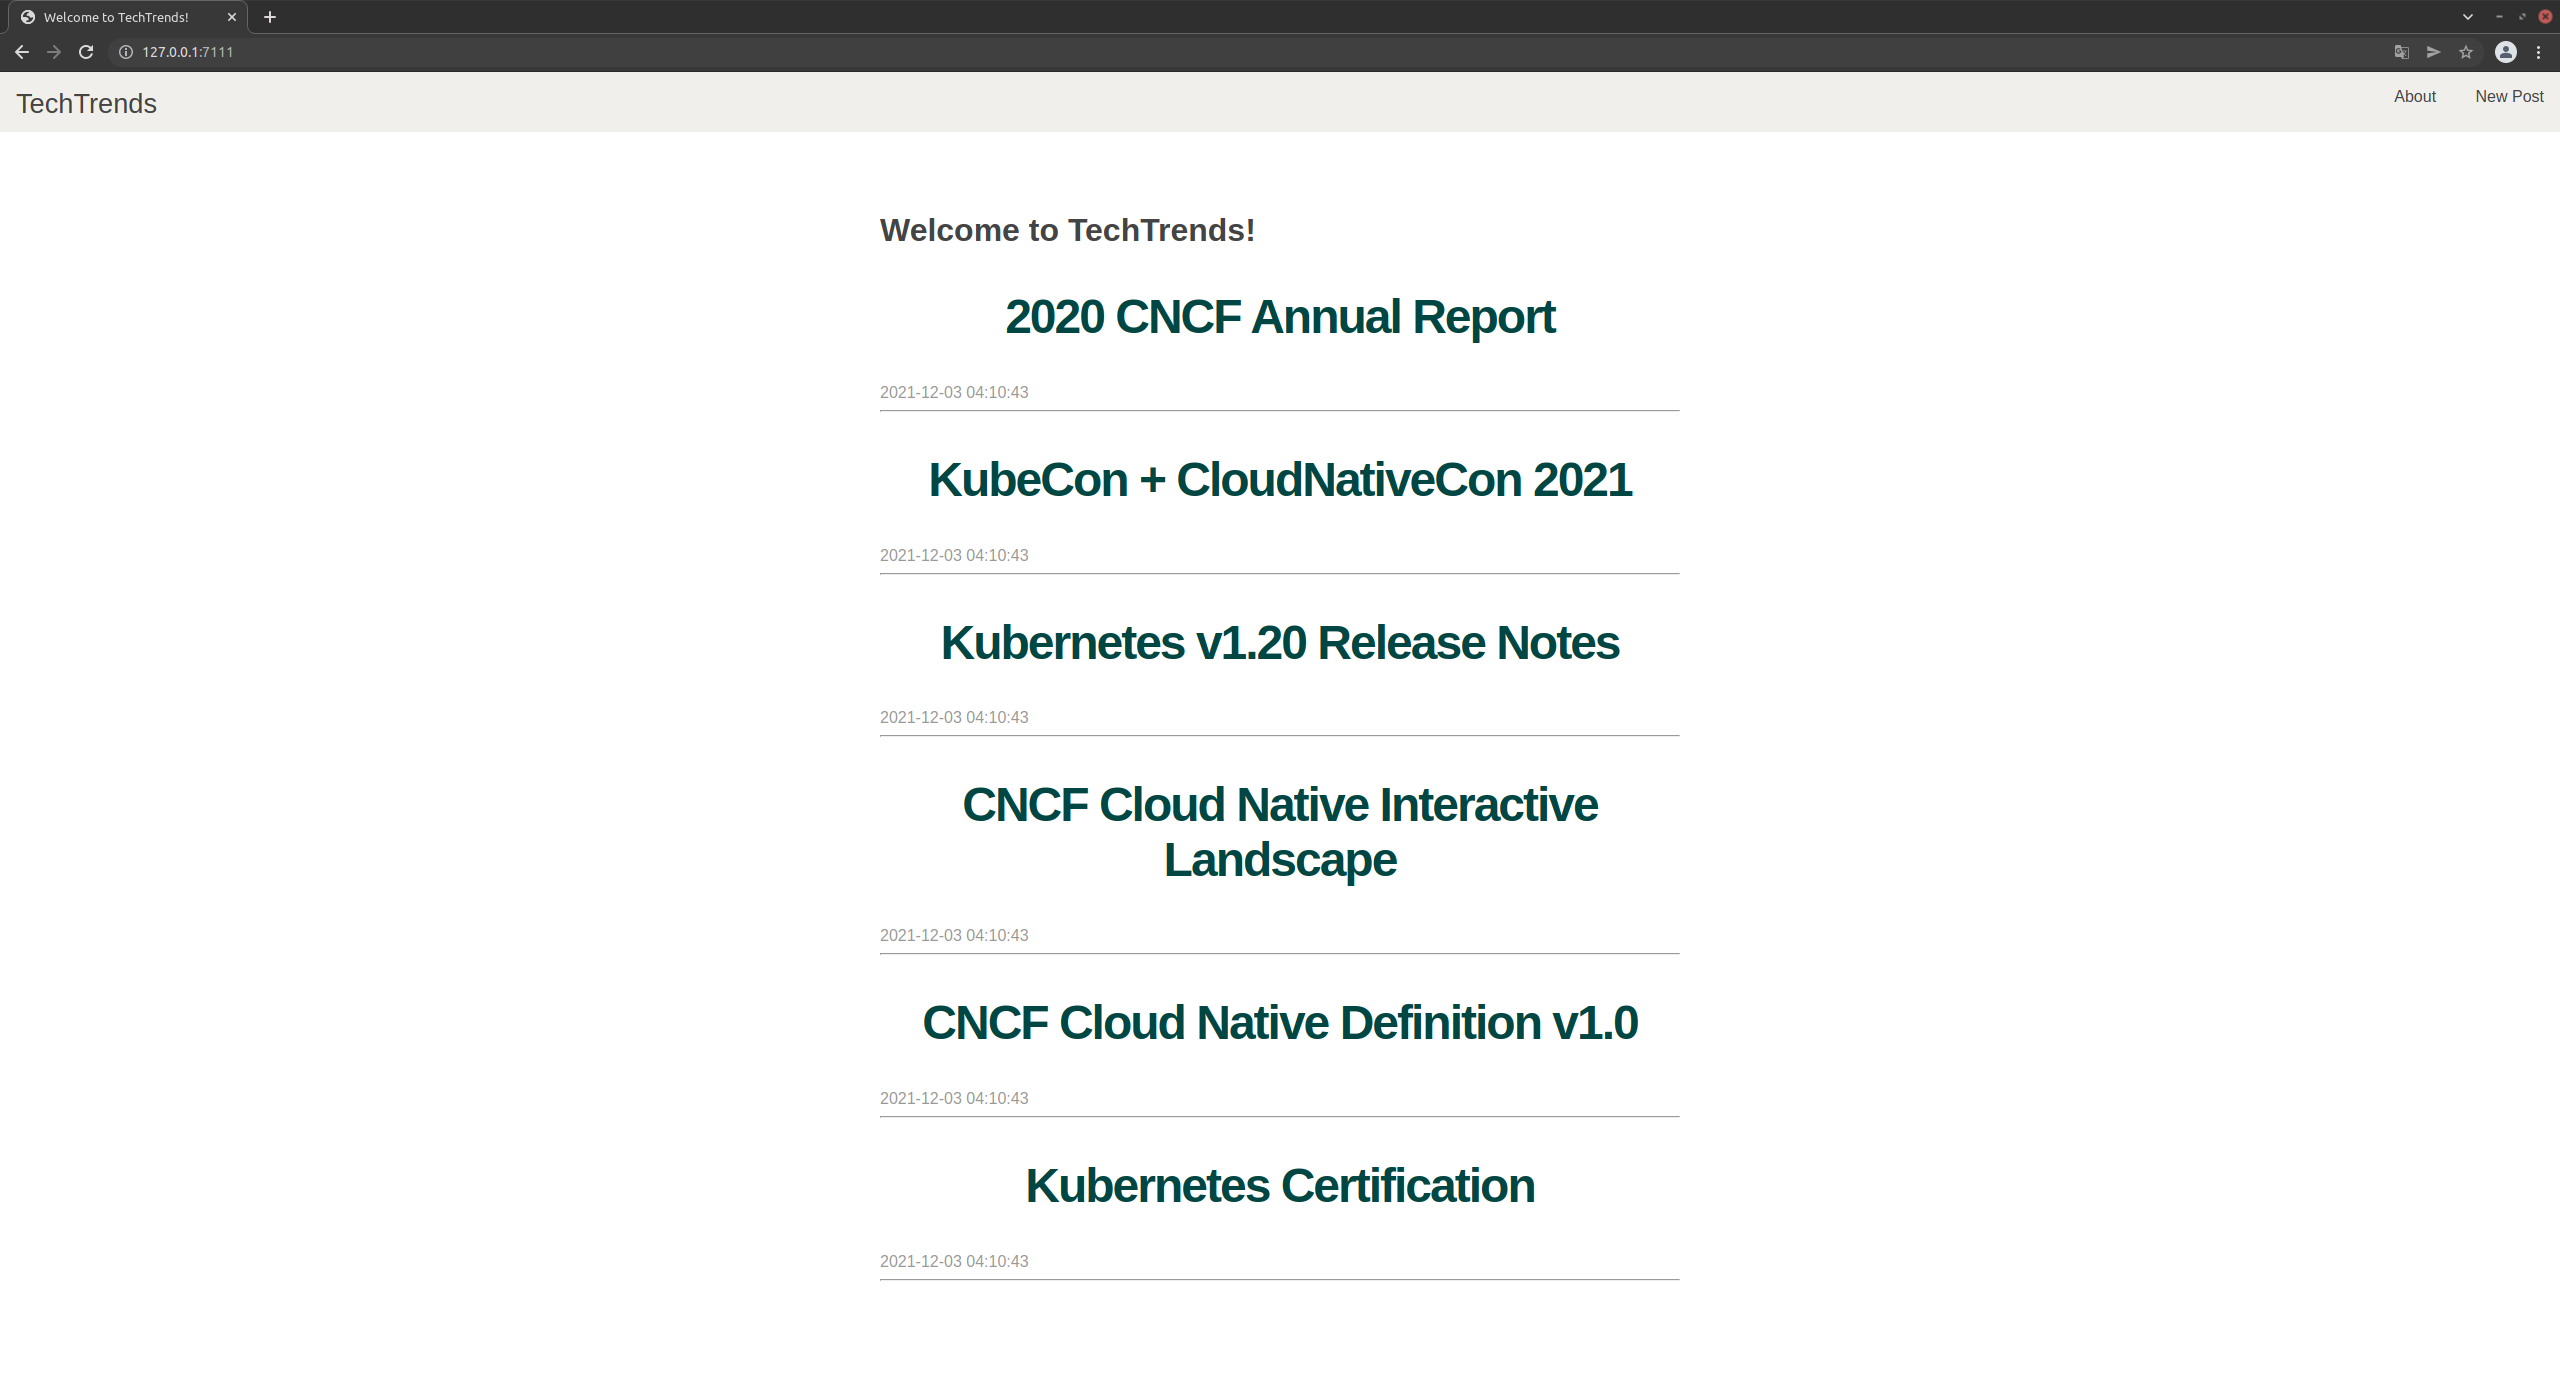 Welcome to TechTrends!
127.0.0.1:7111
TechTrends
About
New Post
Welcome to TechTrends!
2020 CNCF Annual Report
2021-12-03 04:10:43
KubeCon + CloudNativeCon 2021
2021-12-03 04:10:43
Kubernetes v1.20 Release Notes
2021-12-03 04:10:43
CNCF Cloud Native Interactive
Landscape
2021-12-03 04:10:43
CNCF Cloud Native Definition v1.0
2021-12-03 04:10:43
Kubernetes Certification
2021-12-03 04:10:43